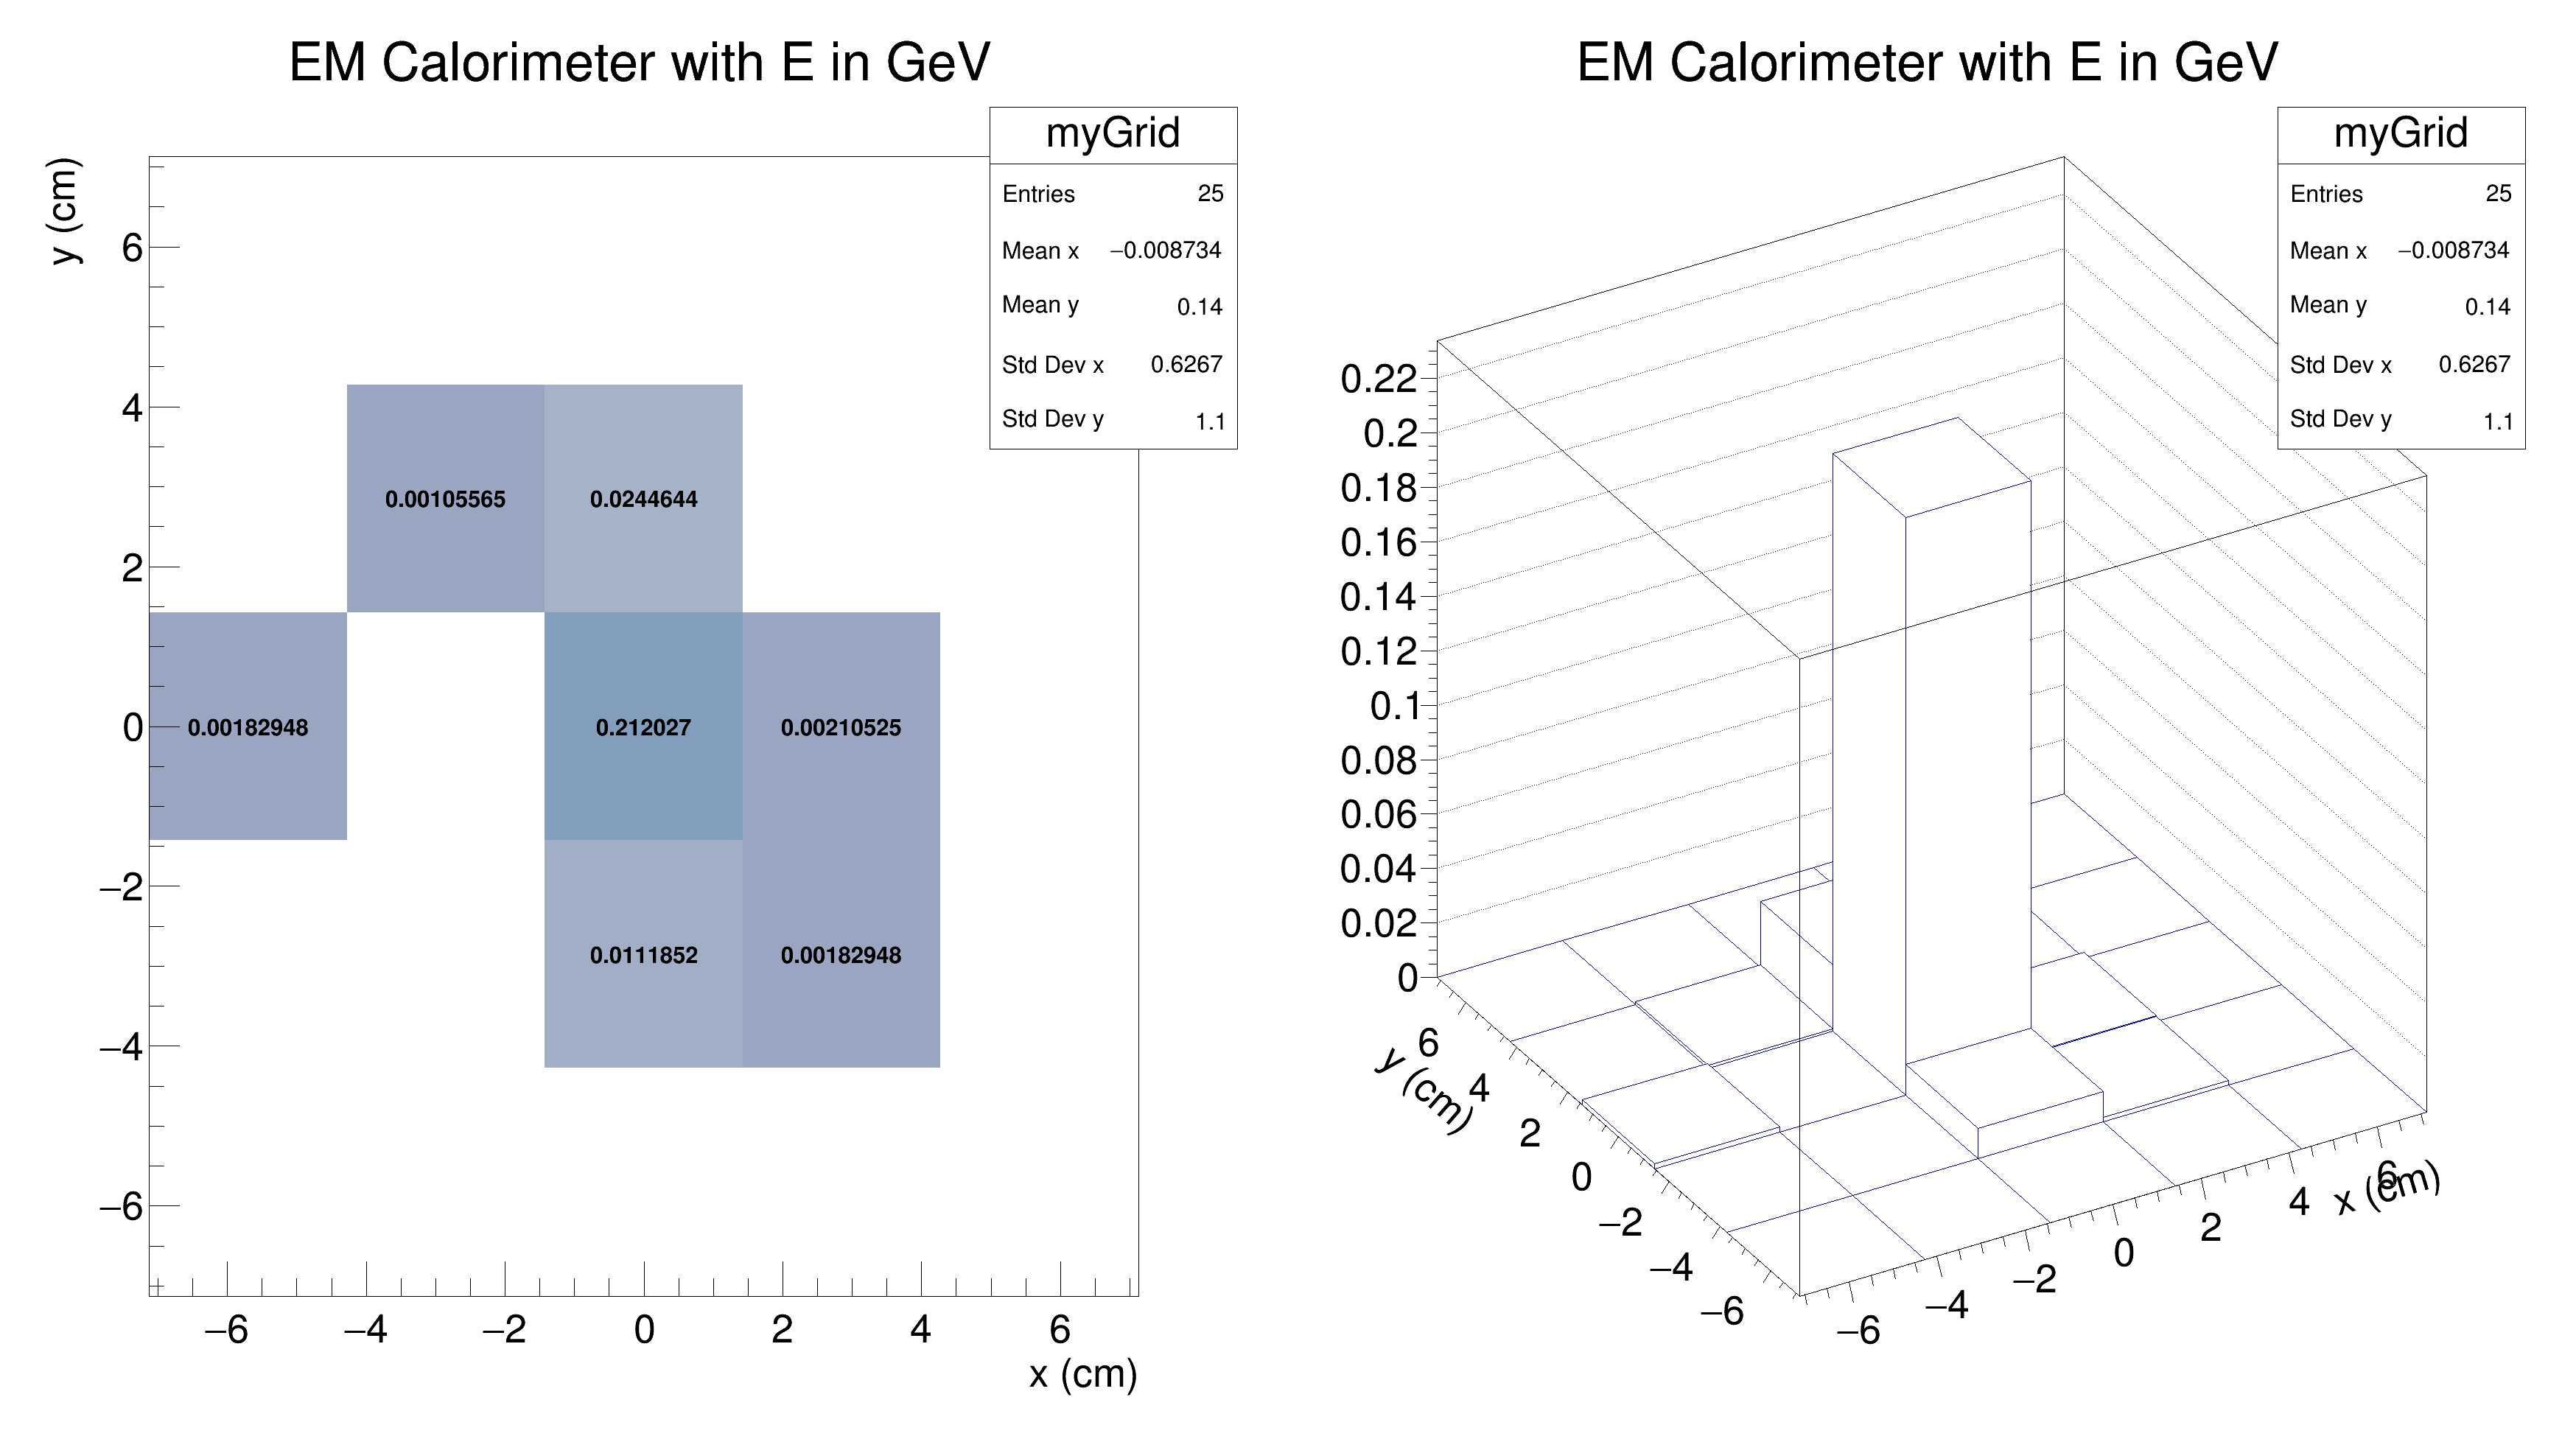 EM Calorimeter with E in GeV
myGrid
Entries 25
Mean x −0.008734
Mean y 0.14
Std Dev x 0.6267
Std Dev y 1.1
y (cm)
6
4
2
0
−2
−4
−6
0.00105565 0.0244644
0.00182948 0.212027 0.00210525
0.0111852 0.00182948
−6 −4 −2 0 2 4 6
x (cm)
EM Calorimeter with E in GeV
myGrid
Entries 25
Mean x −0.008734
Mean y 0.14
Std Dev x 0.6267
Std Dev y 1.1
0.22
0.2
0.18
0.16
0.14
0.12
0.1
0.08
0.06
0.04
0.02
0
y (cm)
6
4
2
0
−2
−4
−6
−6 −4 −2 0 2 4 6
x (cm)